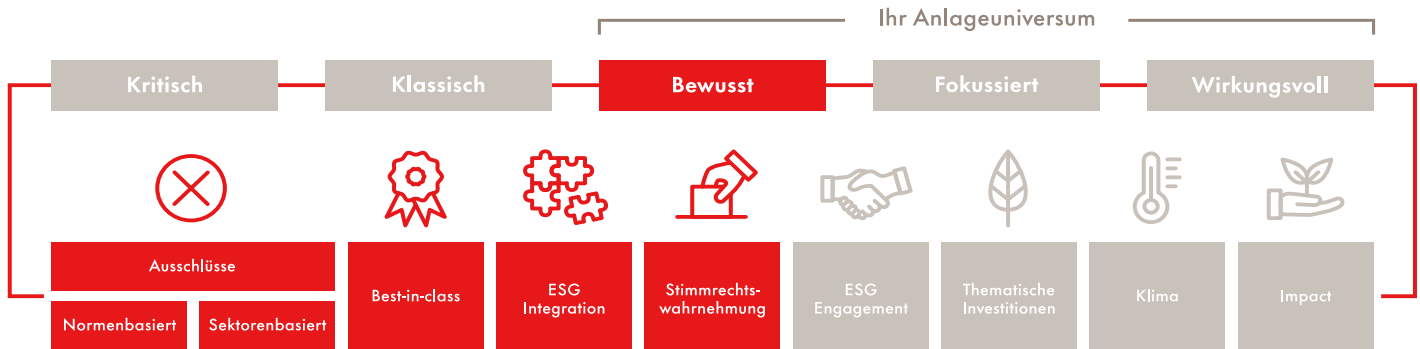 Ihr Anlageuniversum
Kritisch
Klassisch
Bewusst
Fokussiert
Wirkungsvoll
Ausschlüsse
Normenbasiert
Sektorenbasiert
Best-in-class
ESG
Integration
Stimmrechts-
wahrnehmung
ESG
Engagement
Thematische
Investitionen
Klima
Impact